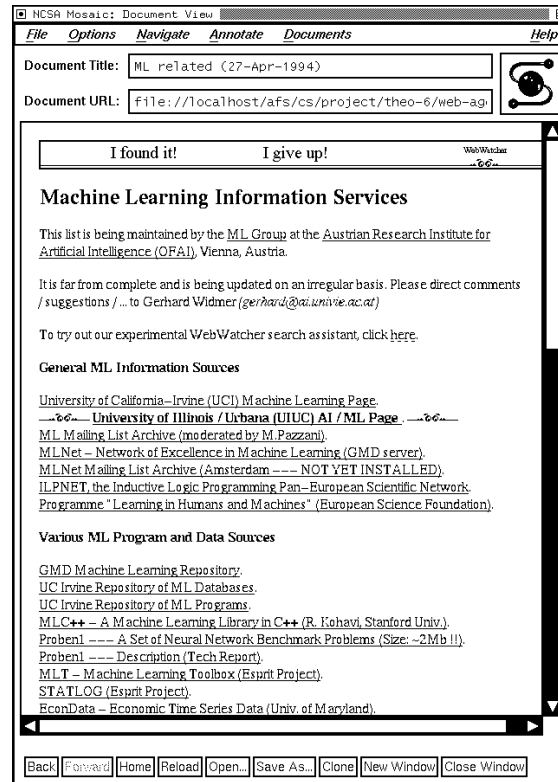 NCSA Mosaic: Document View
File Options Navigate Annotate Documents Help
Document Title: ML related (27-Apr-1994)
Document URL: file://localhost/afs/cs/project/theo-6/web-ag
I found it! I give up! WebWatcher
Machine Learning Information Services
This list is being maintained by the ML Group at the Austrian Research Institute for
Artificial Intelligence (OFAI), Vienna, Austria.
It is far from complete and is being updated on an irregular basis. Please direct comments
/ suggestions / ... to Gerhard Widmer (gerhard@ai.univie.ac.at)
To try out our experimental WebWatcher search assistant, click here.
General ML Information Sources
University of California–Irvine (UCI) Machine Learning Page.
University of Illinois / Urbana (UIUC) AI / ML Page .
ML Mailing List Archive (moderated by M.Pazzani).
MLNet – Network of Excellence in Machine Learning (GMD server).
MLNet Mailing List Archive (Amsterdam ––– NOT YET INSTALLED).
ILPNET, the Inductive Logic Programming Pan–European Scientific Network.
Programme "Learning in Humans and Machines" (European Science Foundation).
Various ML Program and Data Sources
GMD Machine Learning Repository.
UC Irvine Repository of ML Databases.
UC Irvine Repository of ML Programs.
MLC++ – A Machine Learning Library in C++ (R. Kohavi, Stanford Univ.).
Proben1 ––– A Set of Neural Network Benchmark Problems (Size: ~2Mb !!).
Proben1 ––– Description (Tech Report).
MLT – Machine Learning Toolbox (Esprit Project).
STATLOG (Esprit Project).
EconData – Economic Time Series Data (Univ. of Maryland).
Back Forward Home Reload Open... Save As... Clone New Window Close Window